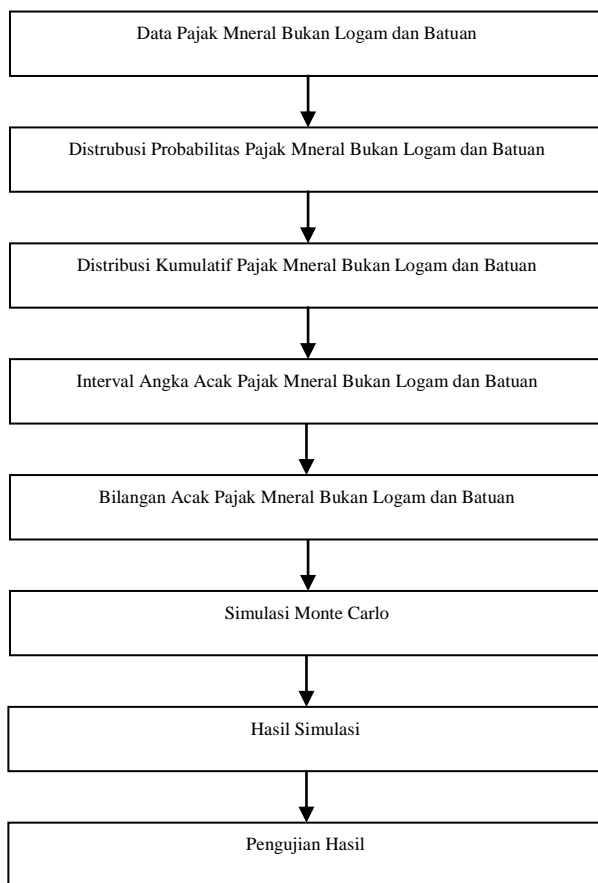 Data Pajak Mneral Bukan Logam dan Batuan
Distrubusi Probabilitas Pajak Mneral Bukan Logam dan Batuan
Distribusi Kumulatif Pajak Mneral Bukan Logam dan Batuan
Interval Angka Acak Pajak Mneral Bukan Logam dan Batuan
Bilangan Acak Pajak Mneral Bukan Logam dan Batuan
Simulasi Monte Carlo
Hasil Simulasi
Pengujian Hasil